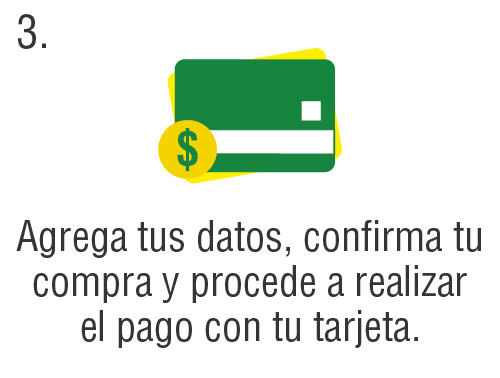 3.
$
Agrega tus datos, confirma tu
compra y procede a realizar
el pago con tu tarjeta.